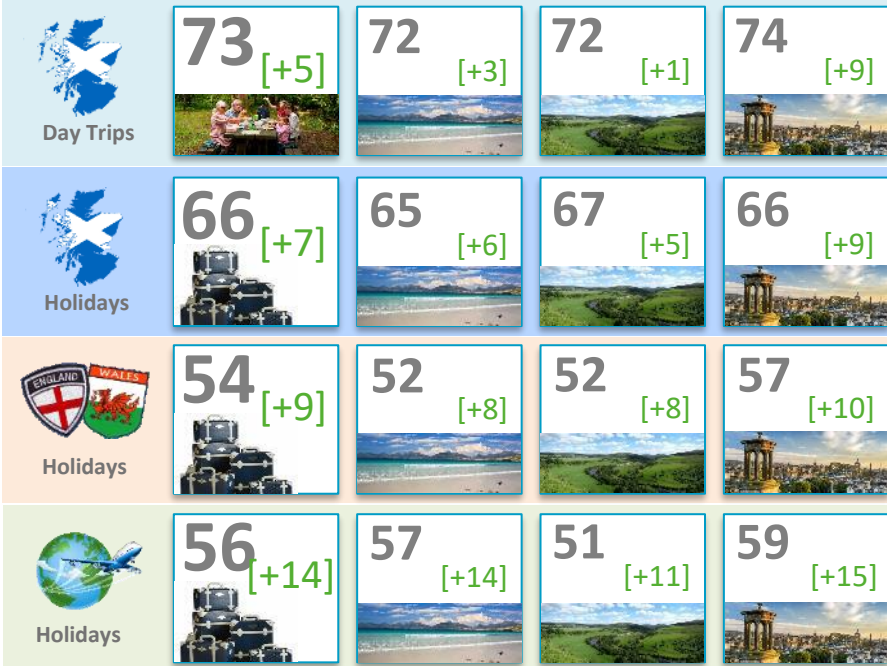 73 [+5] 72 [+3] 72 [+1] 74 [+9]
Day Trips
66 [+7] 65 [+6] 67 [+5] 66 [+9]
Holidays
ENGLAND WALES
54 [+9] 52 [+8] 52 [+8] 57 [+10]
Holidays
56 [+14] 57 [+14] 51 [+11] 59 [+15]
Holidays